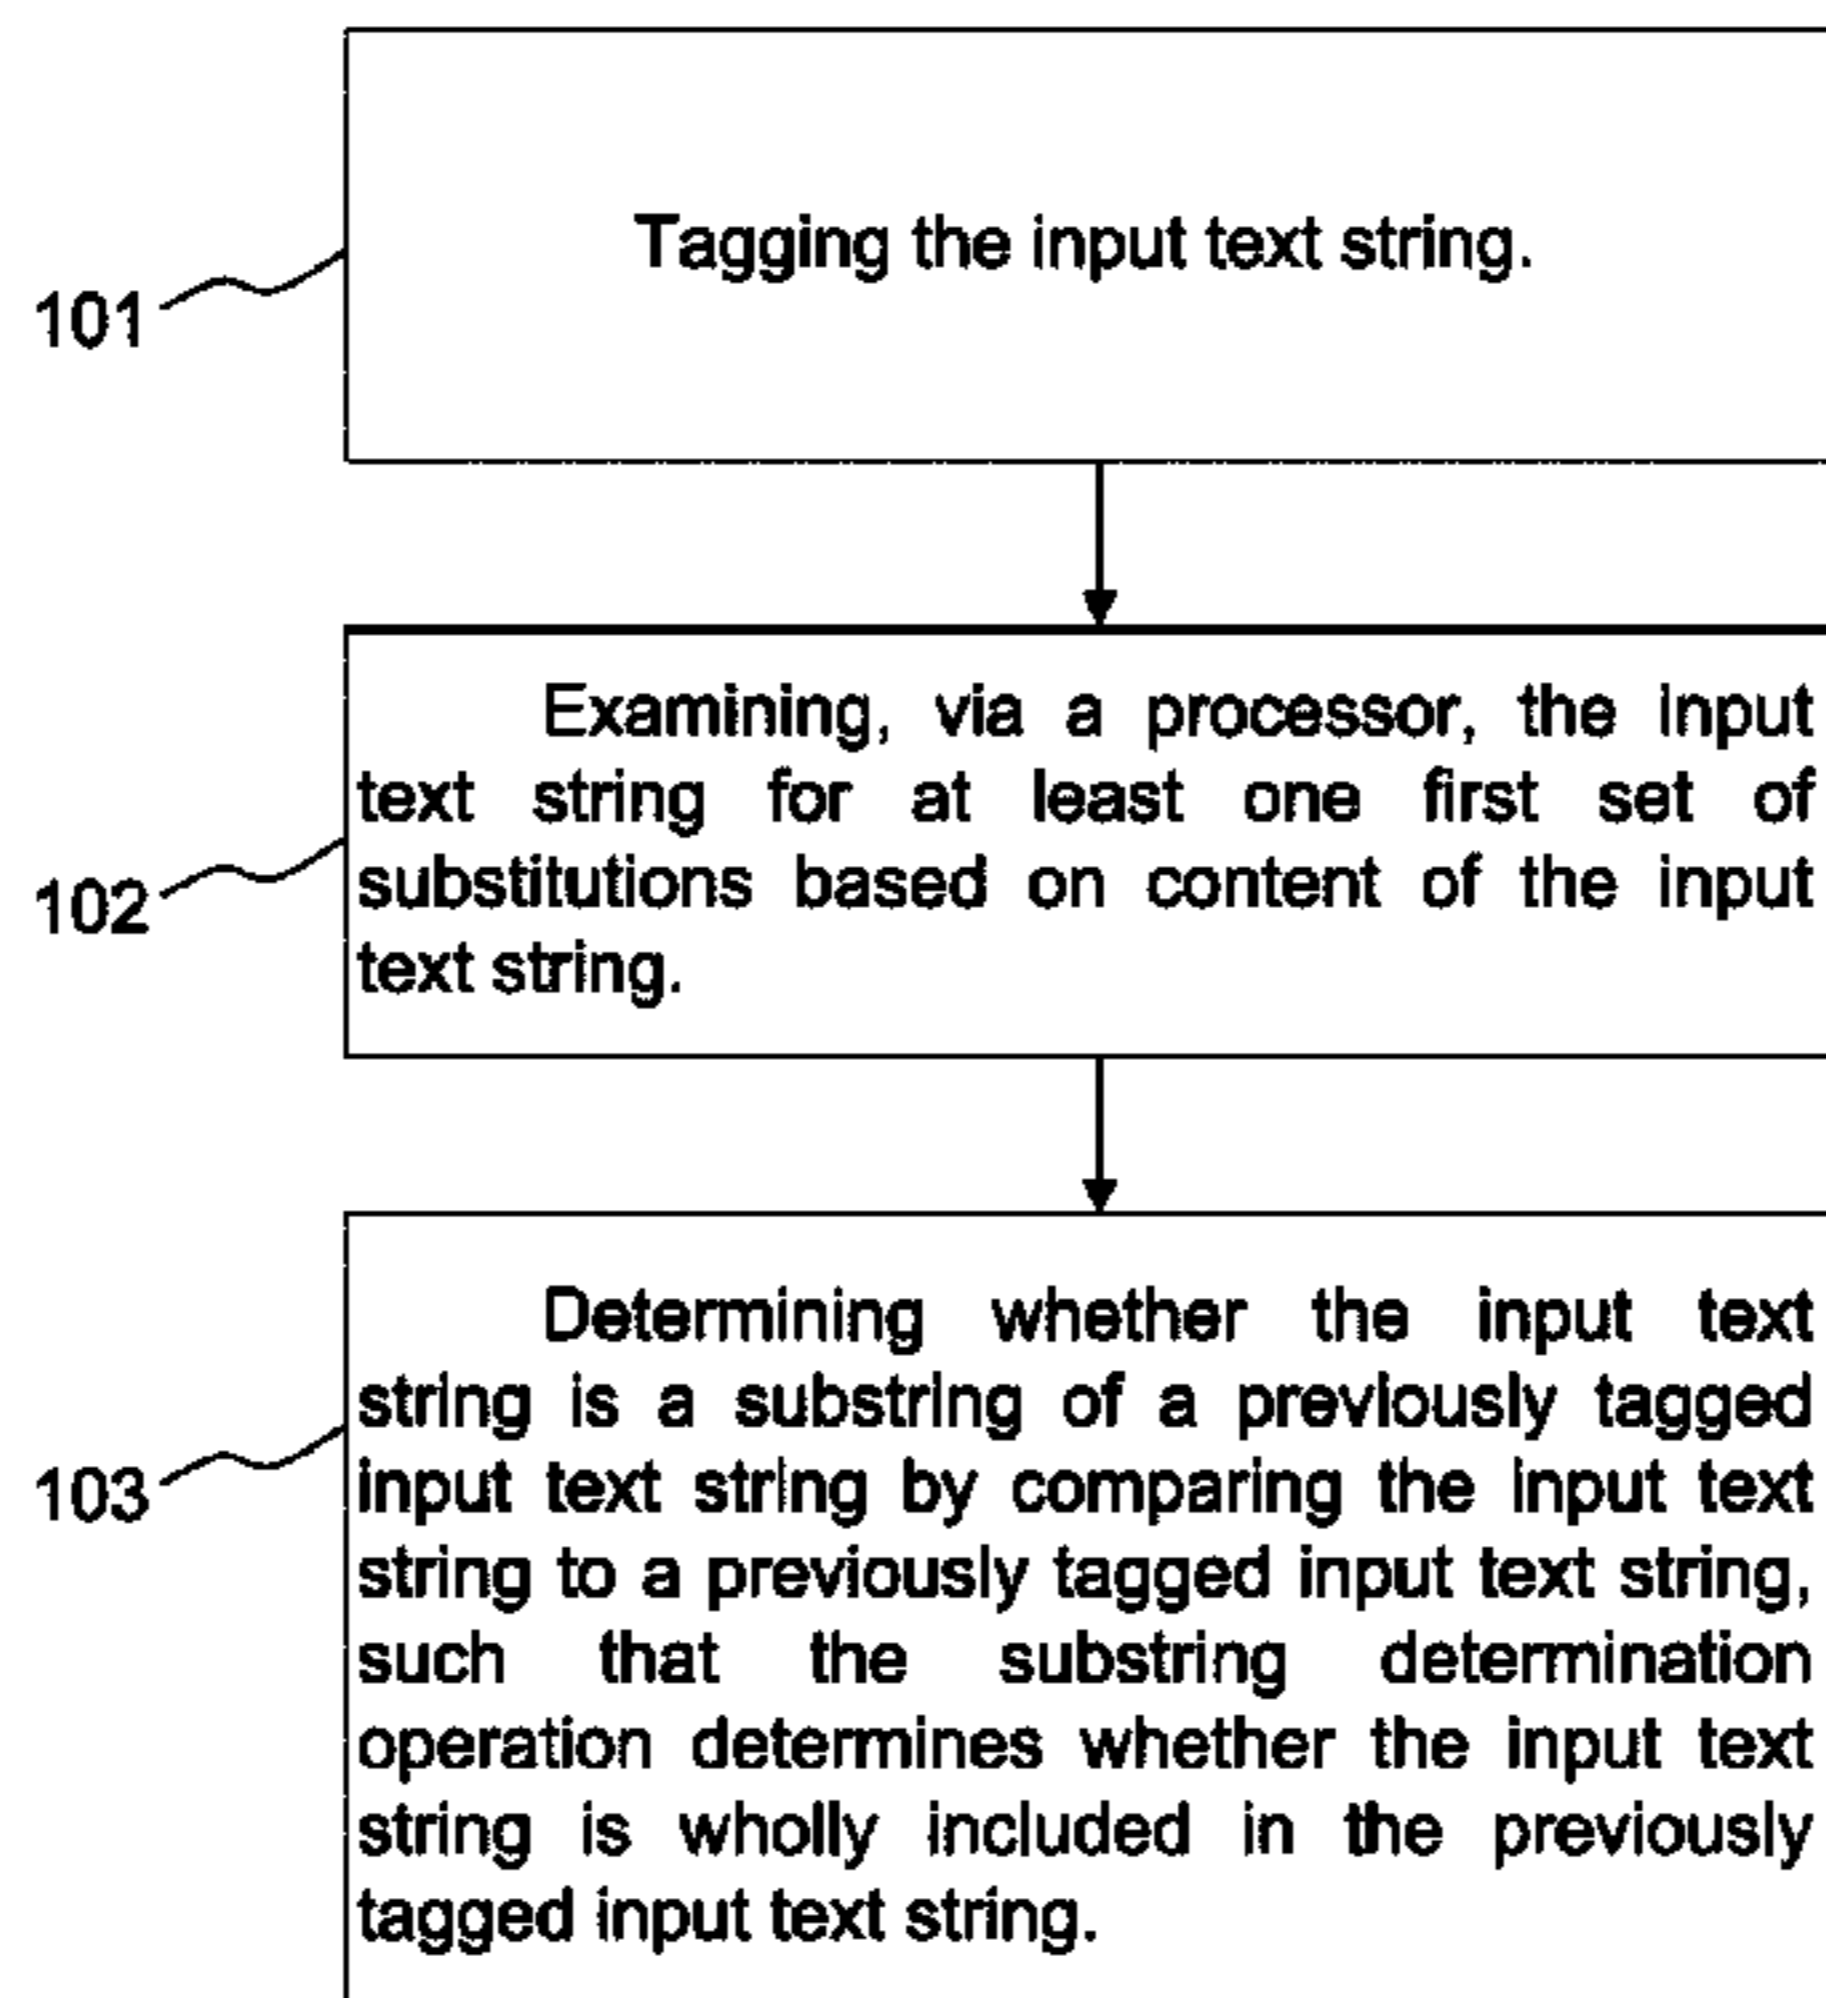 Tagging the input text string.
101
Examining, via a processor, the input
text string for at least one first set of
substitutions based on content of the input
text string.
102
Determining whether the input text
string is a substring of a previously tagged
input text string by comparing the input text
string to a previously tagged input text string,
such that the substring determination
operation determines whether the input text
string is wholly included in the previously
tagged input text string.
103